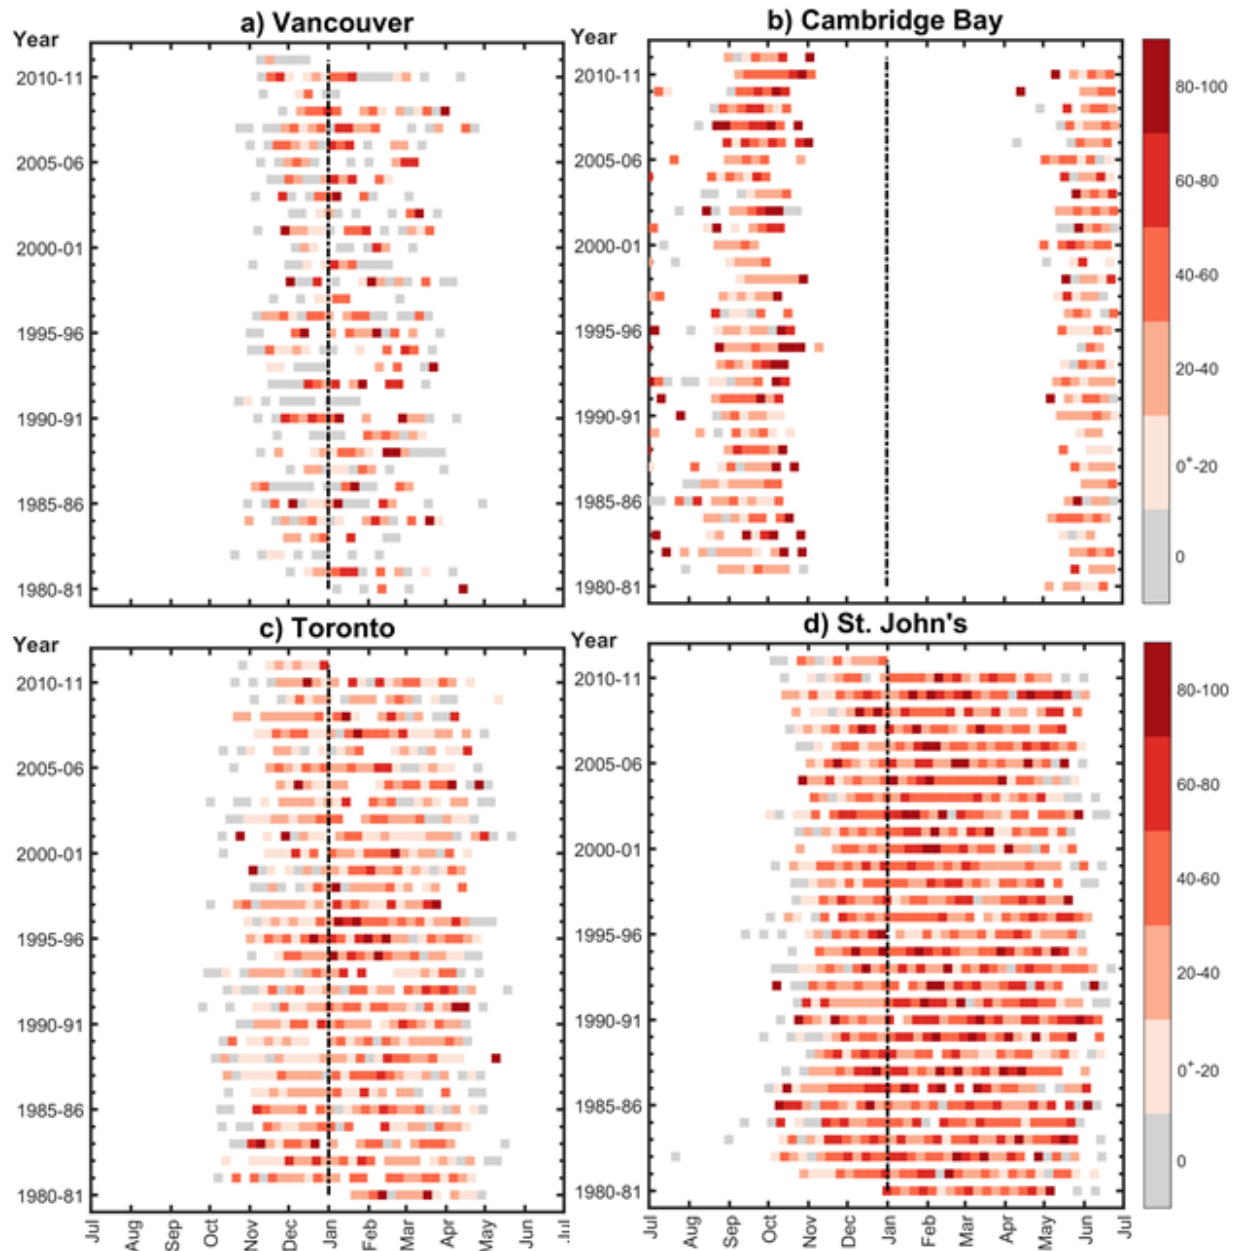 a) Vancouver
Year
2010-11
2005-06
2000-01
1995-96
1990-91
1985-86
1980-81
b) Cambridge Bay
Year
2010-11
2005-06
2000-01
1995-96
1990-91
1985-86
1980-81
80-100
60-80
40-60
20-40
0+-20
0
c) Toronto
Year
2010-11
2005-06
2000-01
1995-96
1990-91
1985-86
1980-81
Jul
Aug
Sep
Oct
Nov
Dec
Jan
Feb
Mar
Apr
May
Jun
Jul
d) St. John's
Year
2010-11
2005-06
2000-01
1995-96
1990-91
1985-86
1980-81
Jul
Aug
Sep
Oct
Nov
Dec
Jan
Feb
Mar
Apr
May
Jun
Jul
80-100
60-80
40-60
20-40
0+-20
0